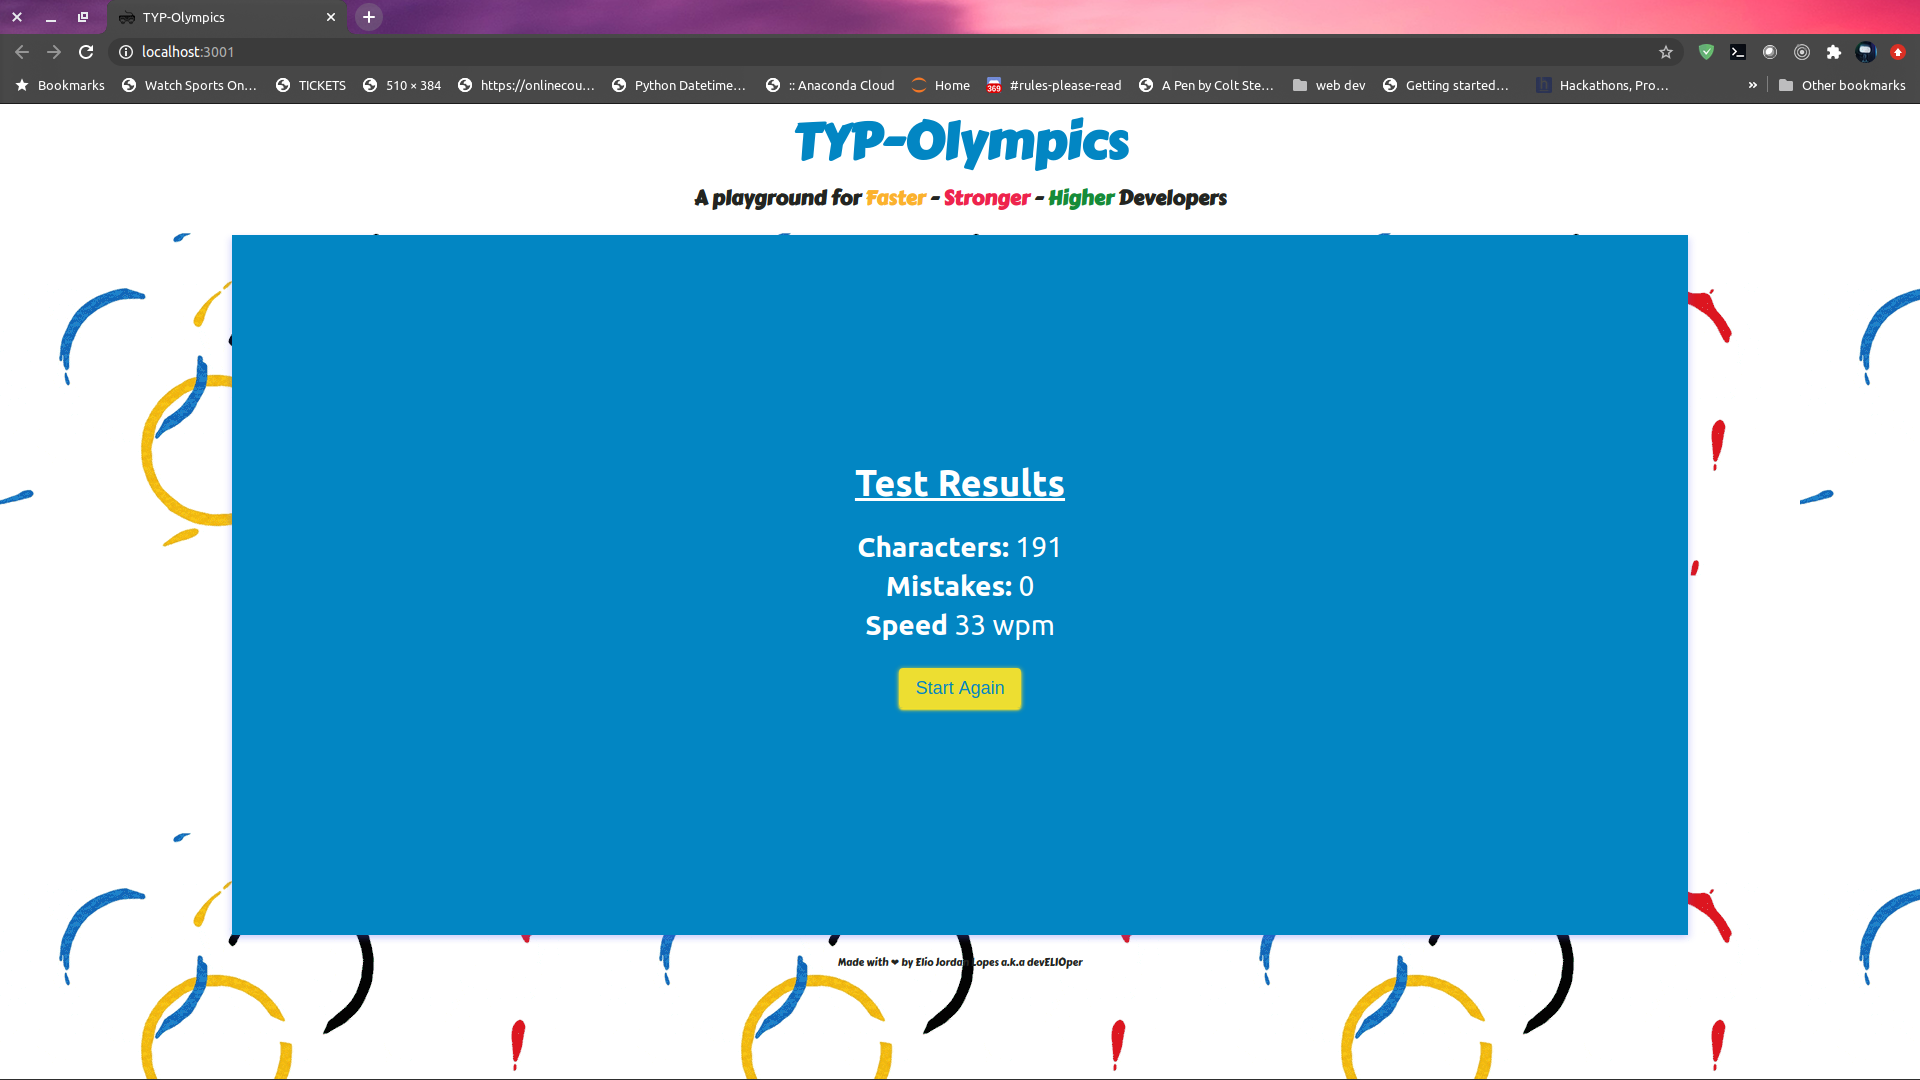 TYP-Olympics
localhost:3001
Bookmarks Watch Sports On... TICKETS 510 × 384 https://onlinecou... Python Datetime... :: Anaconda Cloud Home 369 #rules-please-read A Pen by Colt Ste... web dev Getting started... h Hackathons, Pro... » Other bookmarks
TYP-Olympics
A playground for Faster - Stronger - Higher Developers
Test Results
Characters: 191
Mistakes: 0
Speed 33 wpm
Start Again
Made with ❤ by Elio Jordan Lopes a.k.a devELIOper